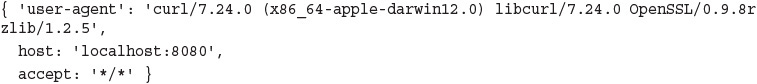 { 'user-agent': 'curl/7.24.0 (x86_64-apple-darwin12.0) libcurl/7.24.0 OpenSSL/0.9.8r
zlib/1.2.5',
  host: 'localhost:8080',
  accept: '*/*' }